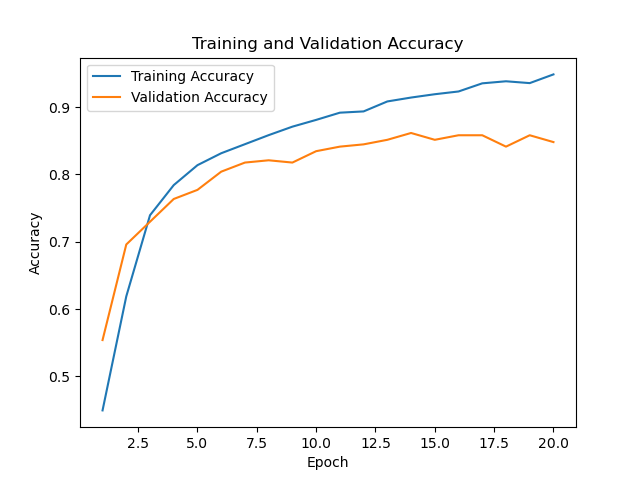 Training and Validation Accuracy
Training Accuracy
Validation Accuracy
Accuracy
0.9
0.8
0.7
0.6
0.5
2.5 5.0 7.5 10.0 12.5 15.0 17.5 20.0
Epoch